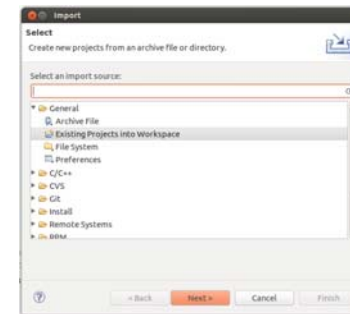 Import
Select
Create new projects from an archive file or directory.
Select an import source:
General
Archive File
Existing Projects into Workspace
File System
Preferences
C/C++
CVS
Git
Install
Remote Systems
RPM
< Back Next > Cancel Finish